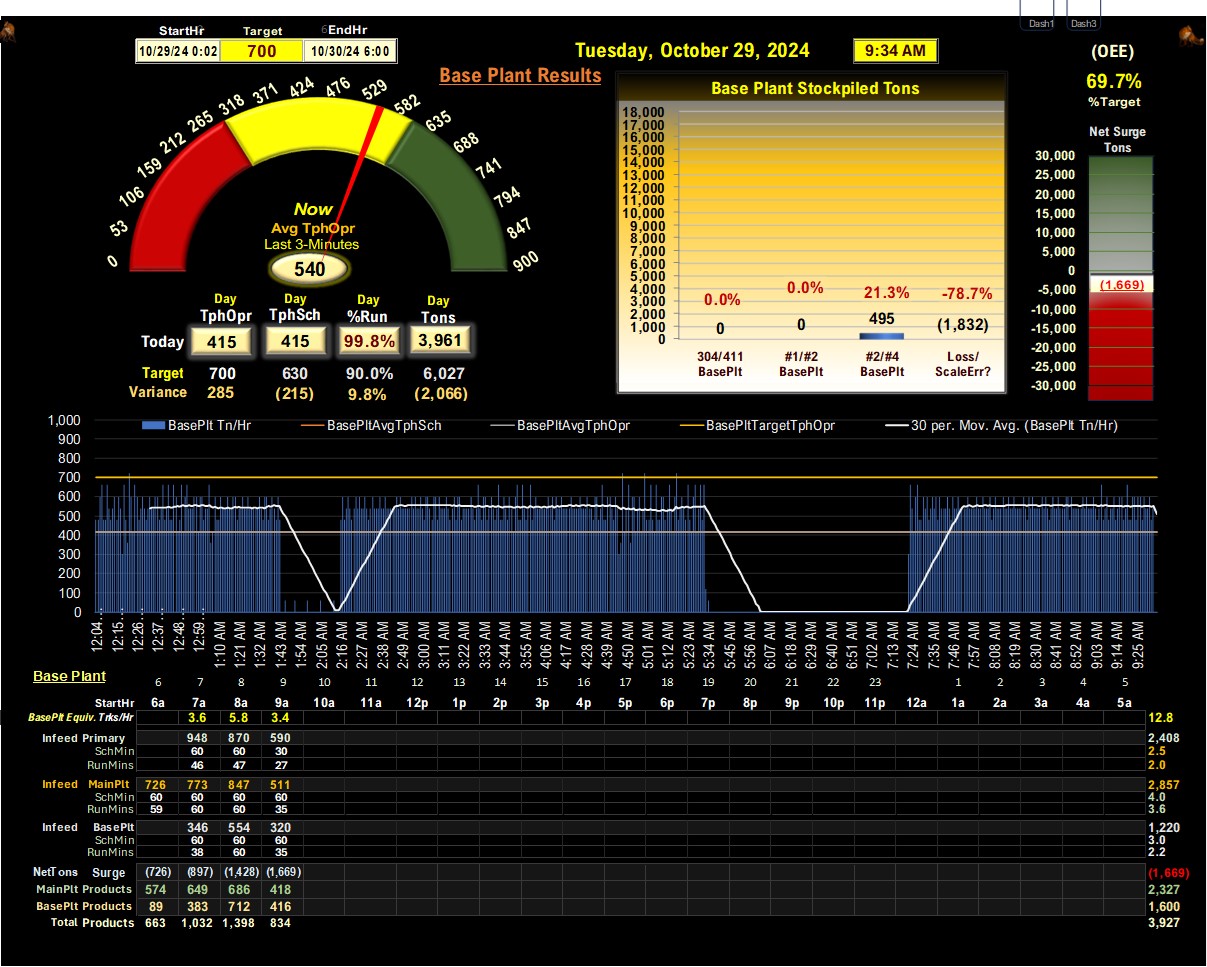 Dash1 Dash3
StartHr Target EndHr
10/29/24 0:02 700 10/30/24 6:00
Tuesday, October 29, 2024 9:34 AM
(OEE)
69.7%
%Target
Base Plant Results
Base Plant Stockpiled Tons
Net Surge
Tons
0 53 106 159 212 265 318 371 424 476 529 582 635 688 741 794 847 900
Now
Avg TphOpr
Last 3-Minutes
540
18,000
17,000
16,000
15,000
14,000
13,000
12,000
11,000
10,000
9,000
8,000
7,000
6,000
5,000
4,000
3,000
2,000
1,000
0
0.0% 0.0% 21.3% -78.7%
0 0 495 (1,832)
304/411 #1/#2 #2/#4 Loss/
BasePlt BasePlt BasePlt ScaleErr?
30,000
25,000
20,000
15,000
10,000
5,000
0
(1,669)
-5,000
-10,000
-15,000
-20,000
-25,000
-30,000
Day Day Day Day
TphOpr TphSch %Run Tons
Today 415 415 99.8% 3,961
Target 700 630 90.0% 6,027
Variance 285 (215) 9.8% (2,066)
BasePlt Tn/Hr BasePltAvgTphSch BasePltAvgTphOpr BasePltTargetTphOpr 30 per. Mov. Avg. (BasePlt Tn/Hr)
1,000
900
800
700
600
500
400
300
200
100
0
12:04… 12:15… 12:26… 12:37… 12:48… 12:59… 1:10 AM 1:21 AM 1:32 AM 1:43 AM 1:54 AM 2:05 AM 2:16 AM 2:27 AM 2:38 AM 2:49 AM 3:00 AM 3:11 AM 3:22 AM 3:33 AM 3:44 AM 3:55 AM 4:06 AM 4:17 AM 4:28 AM 4:39 AM 4:50 AM 5:01 AM 5:12 AM 5:23 AM 5:34 AM 5:45 AM 5:56 AM 6:07 AM 6:18 AM 6:29 AM 6:40 AM 6:51 AM 7:02 AM 7:13 AM 7:24 AM 7:35 AM 7:46 AM 7:57 AM 8:08 AM 8:19 AM 8:30 AM 8:41 AM 8:52 AM 9:03 AM 9:14 AM 9:25 AM
Base Plant 6 7 8 9 10 11 12 13 14 15 16 17 18 19 20 21 22 23 1 2 3 4 5
StartHr 6a 7a 8a 9a 10a 11a 12p 1p 2p 3p 4p 5p 6p 7p 8p 9p 10p 11p 12a 1a 2a 3a 4a 5a
BasePlt Equiv. Trks/Hr 3.6 5.8 3.4 12.8
Infeed Primary 948 870 590 2,408
SchMin 60 60 30 2.5
RunMins 46 47 27 2.0
Infeed MainPlt 726 773 847 511 2,857
SchMin 60 60 60 60 4.0
RunMins 59 60 60 35 3.6
Infeed BasePlt 346 554 320 1,220
SchMin 60 60 60 3.0
RunMins 38 60 35 2.2
NetTons Surge (726) (897) (1,428) (1,669) (1,669)
MainPlt Products 574 649 686 418 2,327
BasePlt Products 89 383 712 416 1,600
Total Products 663 1,032 1,398 834 3,927